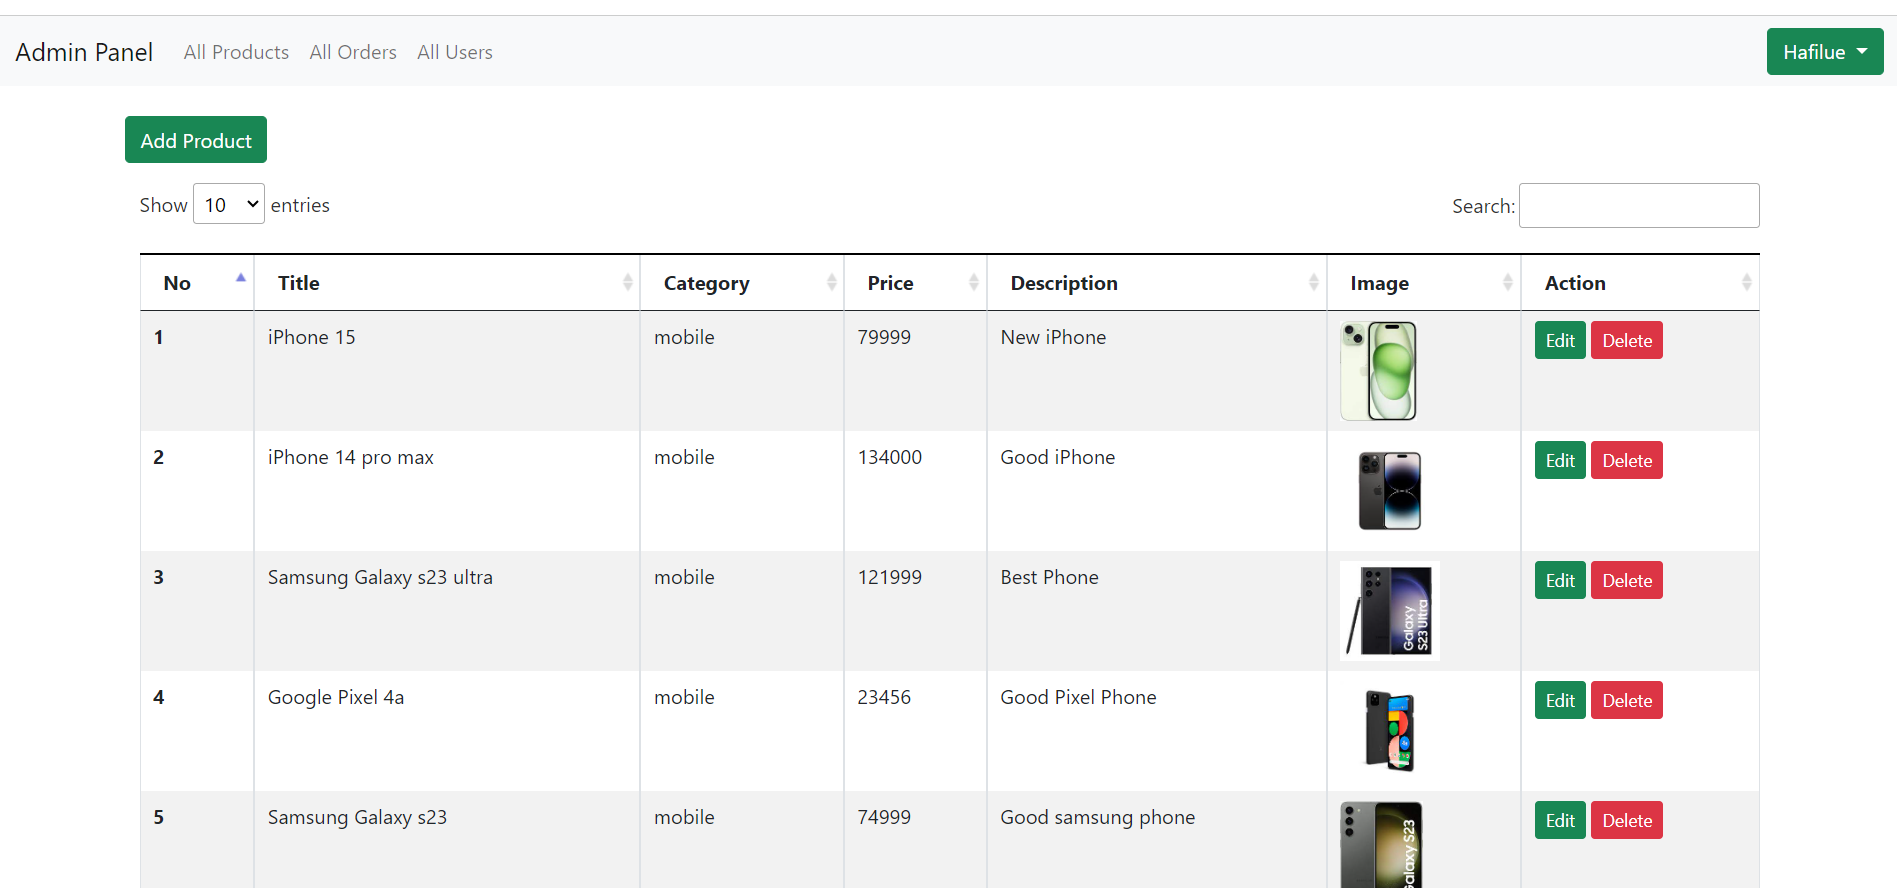 Admin Panel All Products All Orders All Users Hafilue
Add Product
Show 10 entries Search:
No Title Category Price Description Image Action
1 iPhone 15 mobile 79999 New iPhone Edit Delete
2 iPhone 14 pro max mobile 134000 Good iPhone Edit Delete
3 Samsung Galaxy s23 ultra mobile 121999 Best Phone Edit Delete
Galaxy
S23 Ultra
4 Google Pixel 4a mobile 23456 Good Pixel Phone Edit Delete
5 Samsung Galaxy s23 mobile 74999 Good samsung phone Edit Delete
Galaxy S23